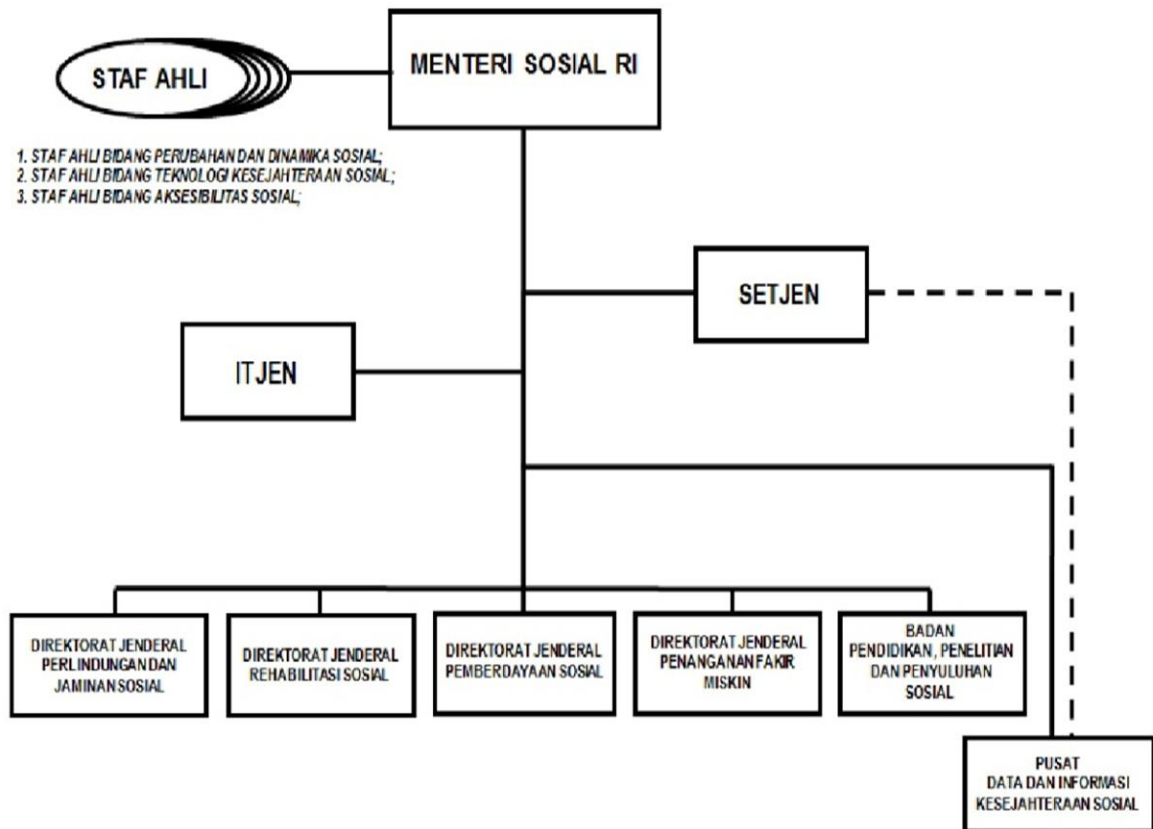 STAF AHLI
MENTERI SOSIAL RI
1. STAF AHLI BIDANG PERUBAHAN DAN DINAMIKA SOSIAL;
2. STAF AHLI BIDANG TEKNOLOGI KESEJAHTERAAN SOSIAL;
3. STAF AHLI BIDANG AKSESIBILITAS SOSIAL;
SETJEN
ITJEN
DIREKTORAT JENDERAL
PERLINDUNGAN DAN
JAMINAN SOSIAL
DIREKTORAT JENDERAL
REHABILITASI SOSIAL
DIREKTORAT JENDERAL
PEMBERDAYAAN SOSIAL
DIREKTORAT JENDERAL
PENANGANAN FAKIR
MISKIN
BADAN
PENDIDIKAN, PENELITIAN
DAN PENYULUHAN
SOSIAL
PUSAT
DATA DAN INFORMASI
KESEJAHTERAAN SOSIAL